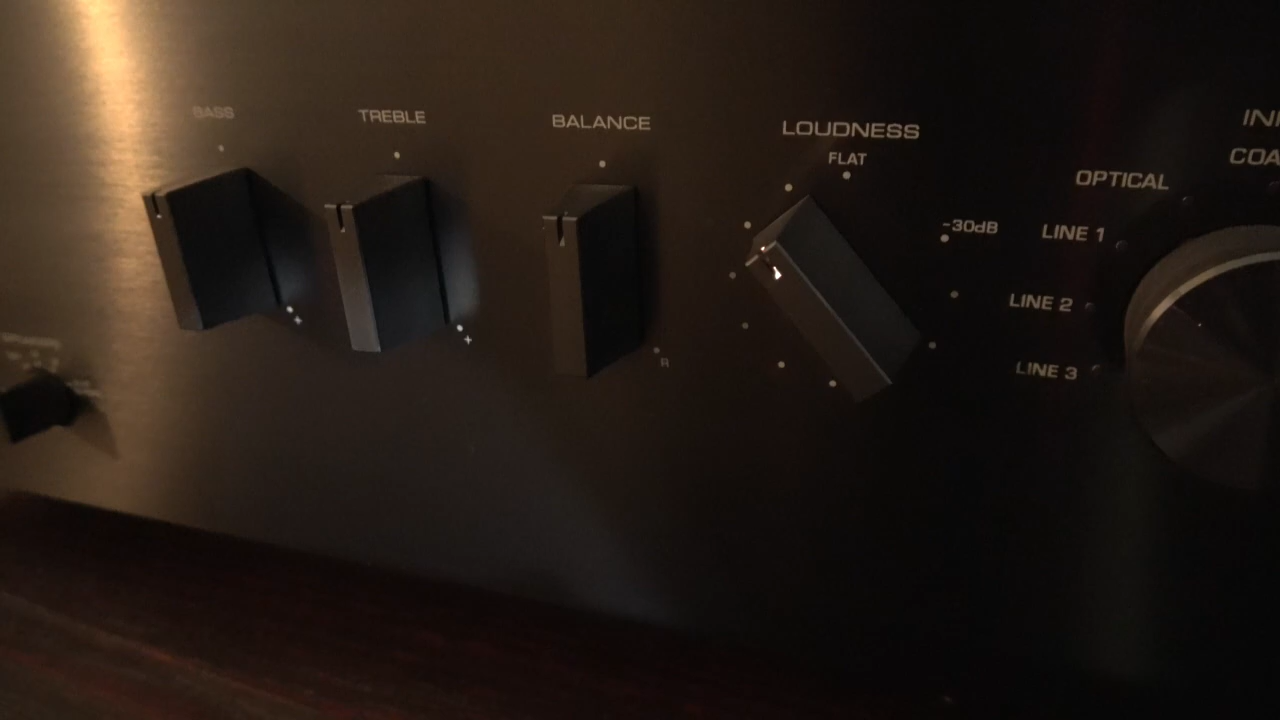 BASS
TREBLE
BALANCE
LOUDNESS
FLAT
-30dB
OPTICAL
LINE 1
LINE 2
LINE 3
+
+
R